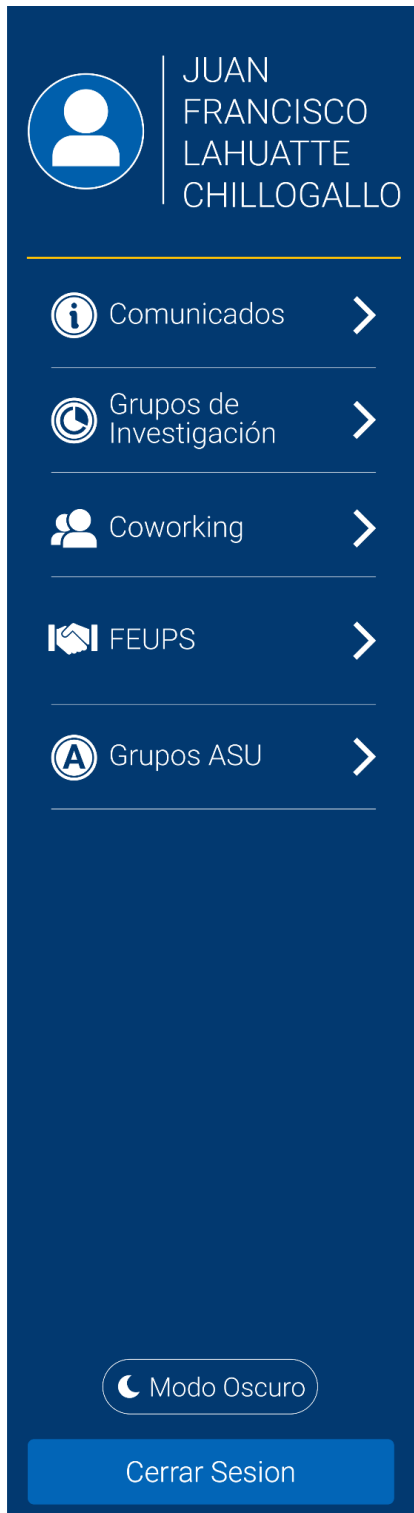 JUAN
FRANCISCO
LAHUATTE
CHILLOGALLO
Comunicados
Grupos de
Investigación
Coworking
FEUPS
A Grupos ASU
Modo Oscuro
Cerrar Sesion